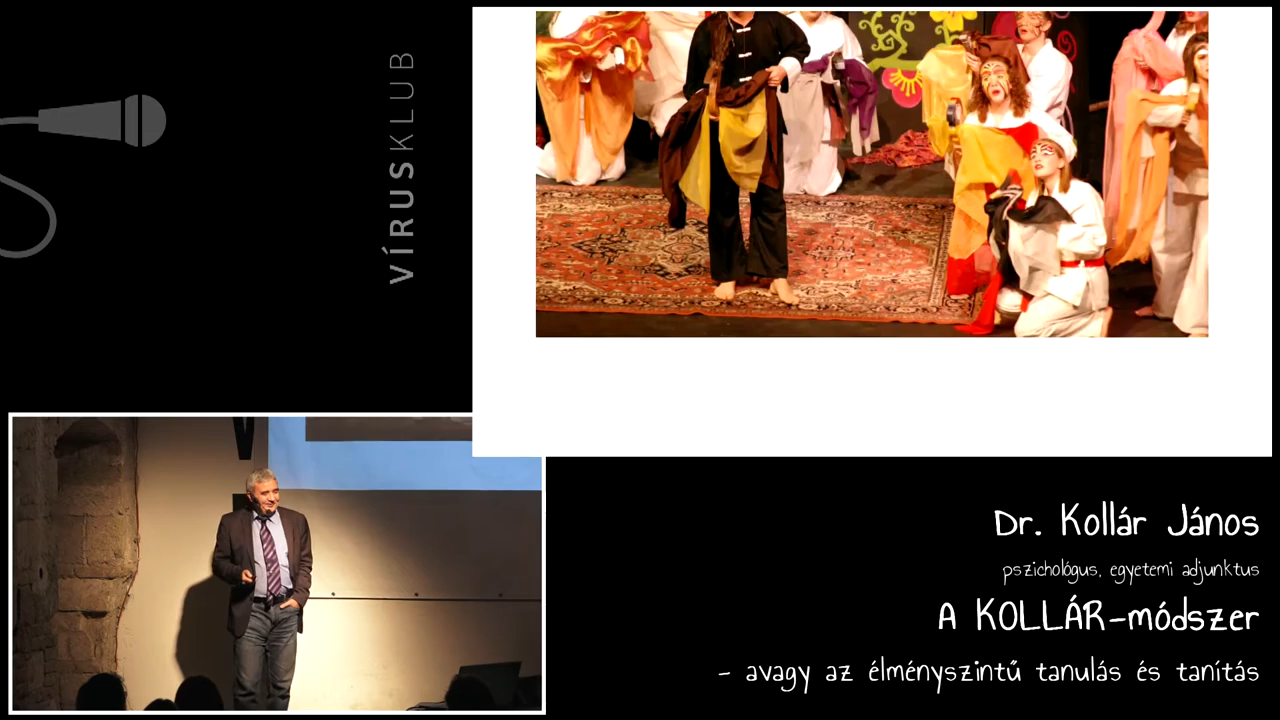 VÍRUSKLUB
Dr. Kollár János
pszichológus, egyetemi adjunktus
A KOLLÁR-módszer
- avagy az élményszintű tanulás és tanítás